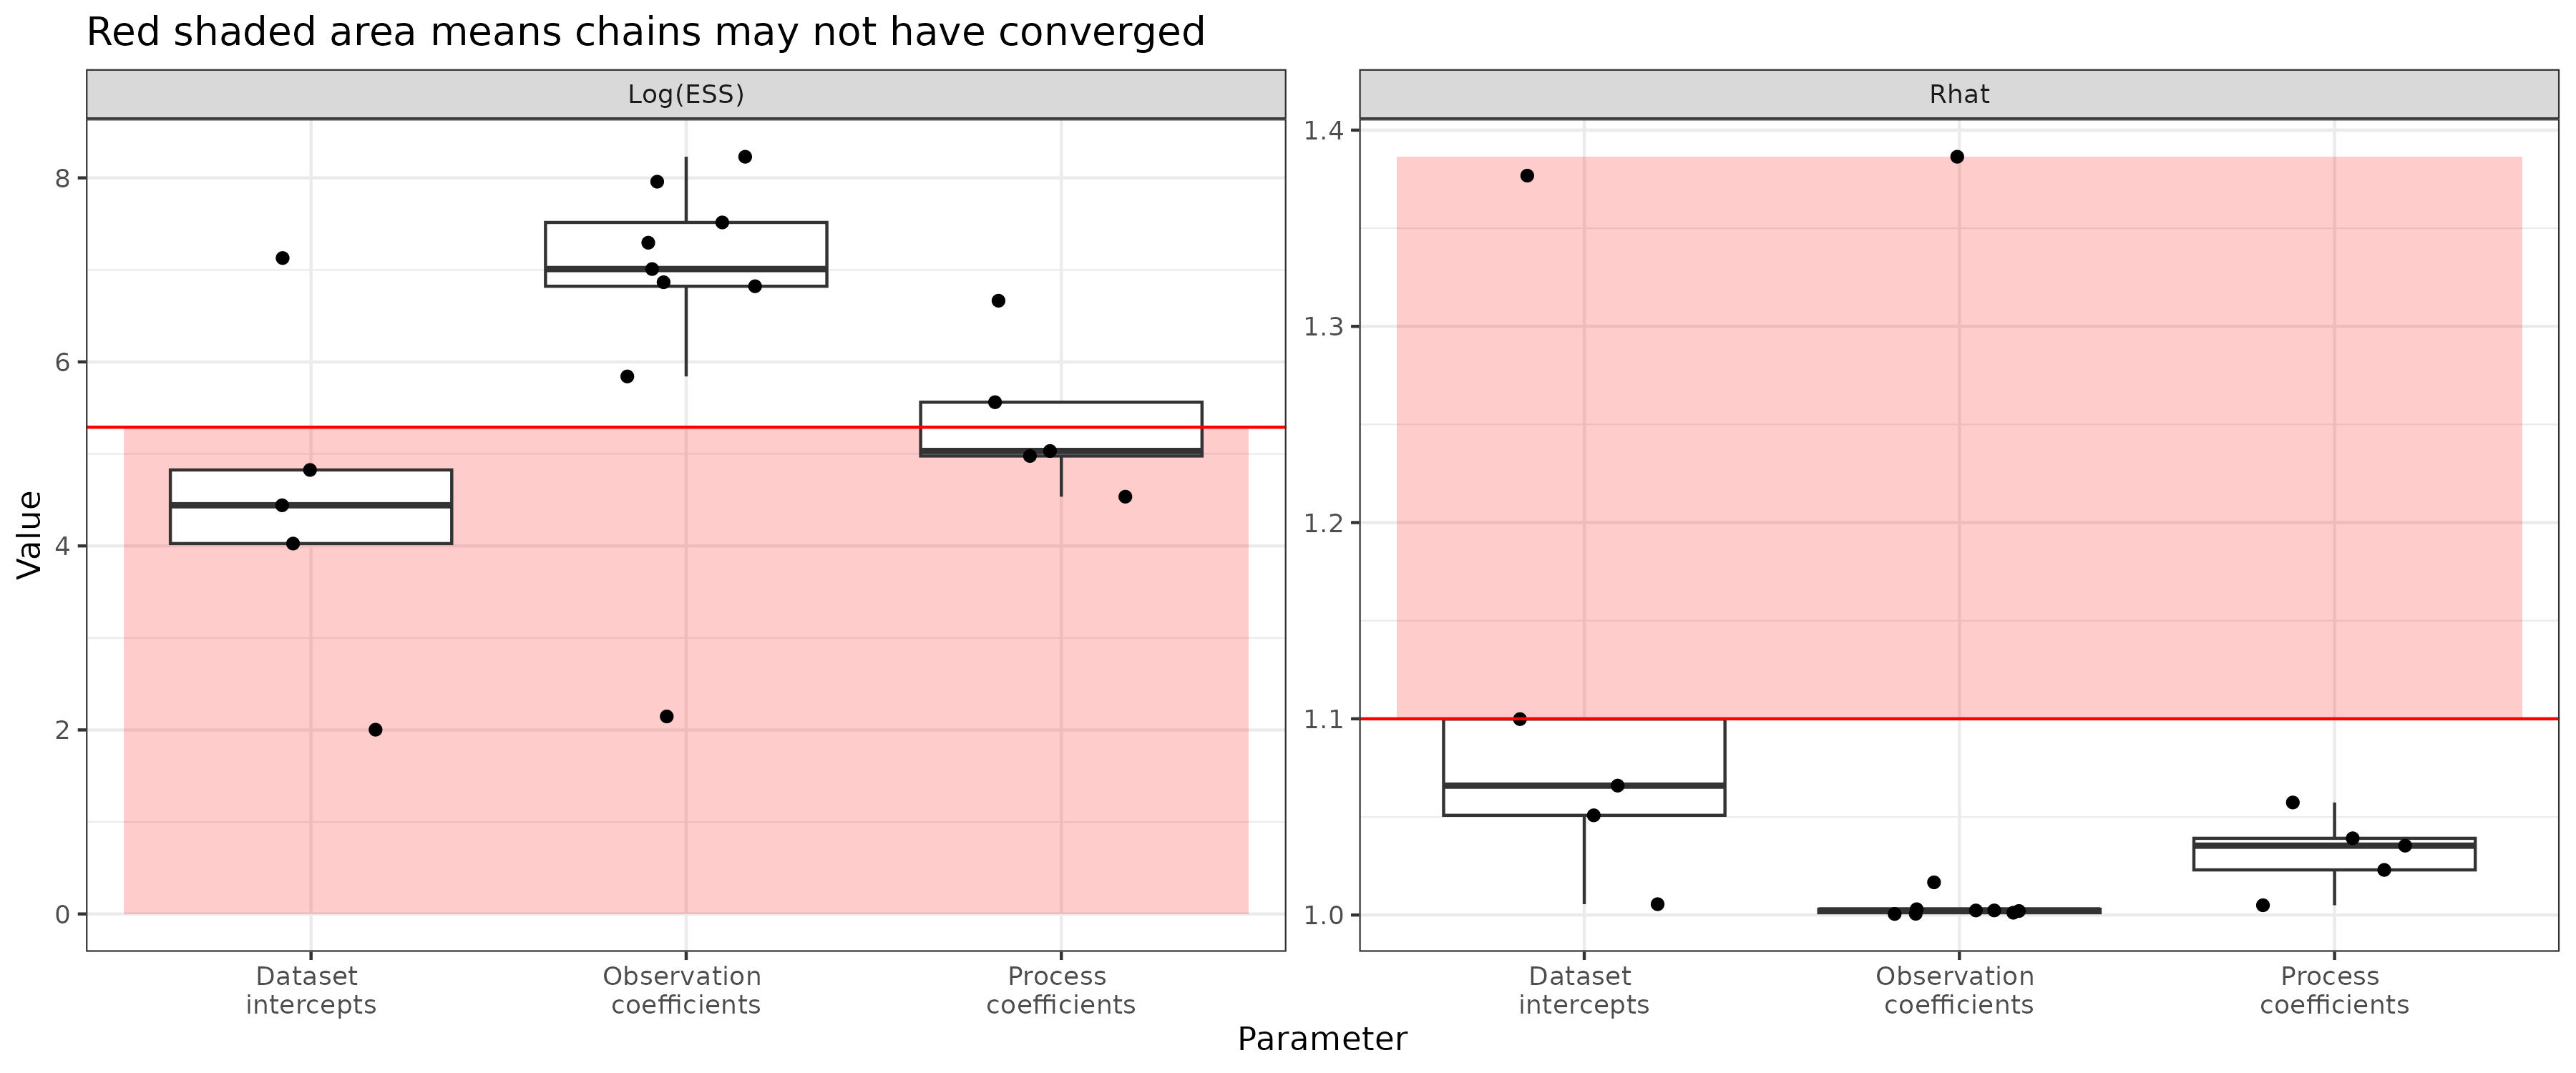 Red shaded area means chains may not have converged
Log(ESS)
Rhat
Value
8
6
4
2
0
1.4
1.3
1.2
1.1
1.0
Dataset
intercepts
Observation
coefficients
Process
coefficients
Dataset
intercepts
Observation
coefficients
Process
coefficients
Parameter